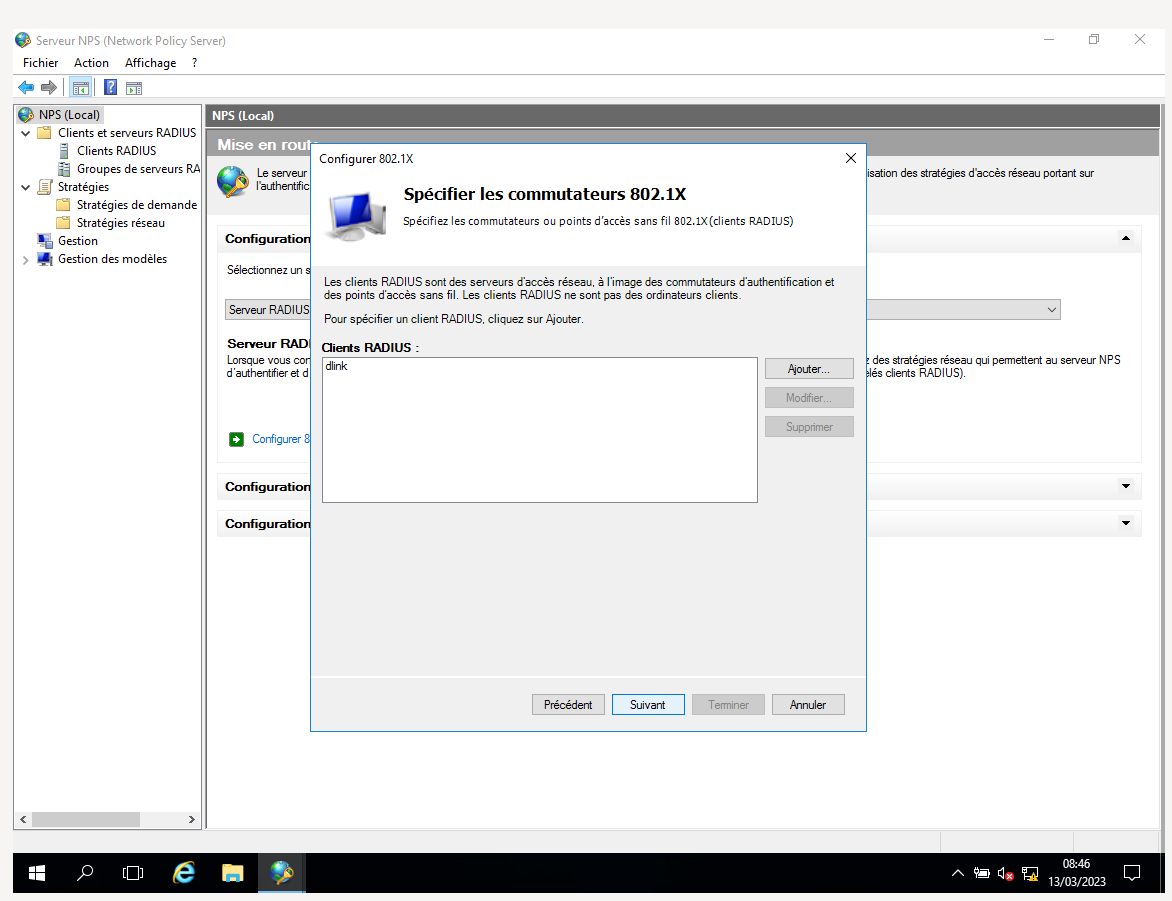 Serveur NPS (Network Policy Server)
Fichier Action Affichage ?
NPS (Local)
Clients et serveurs RADIUS
Clients RADIUS
Groupes de serveurs RA
Stratégies
Stratégies de demande
Stratégies réseau
Gestion
Gestion des modèles
NPS (Local)
Mise en rout
Le serveur
l'authentific
isation des stratégies d'accès réseau portant sur
Configuration
Sélectionnez un s
Serveur RADIUS
Serveur RADI
Lorsque vous con
d'authentifier et d
z des stratégies réseau qui permettent au serveur NPS
elés clients RADIUS).
Configurer 8
Configuration
Configuration
Configurer 802.1X
Spécifier les commutateurs 802.1X
Spécifiez les commutateurs ou points d'accès sans fil 802.1X(clients RADIUS)
Les clients RADIUS sont des serveurs d'accès réseau, à l'image des commutateurs d'authentification et
des points d'accès sans fil. Les clients RADIUS ne sont pas des ordinateurs clients.
Pour spécifier un client RADIUS, cliquez sur Ajouter.
Clients RADIUS :
dlink
Ajouter...
Modifier...
Supprimer
Précédent Suivant Terminer Annuler
08:46
13/03/2023